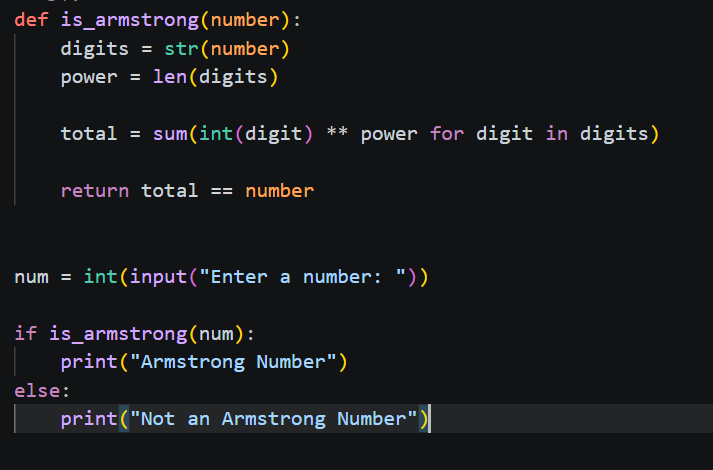 def is_armstrong(number):
    digits = str(number)
    power = len(digits)

    total = sum(int(digit) ** power for digit in digits)

    return total == number


num = int(input("Enter a number: "))

if is_armstrong(num):
    print("Armstrong Number")
else:
    print("Not an Armstrong Number")